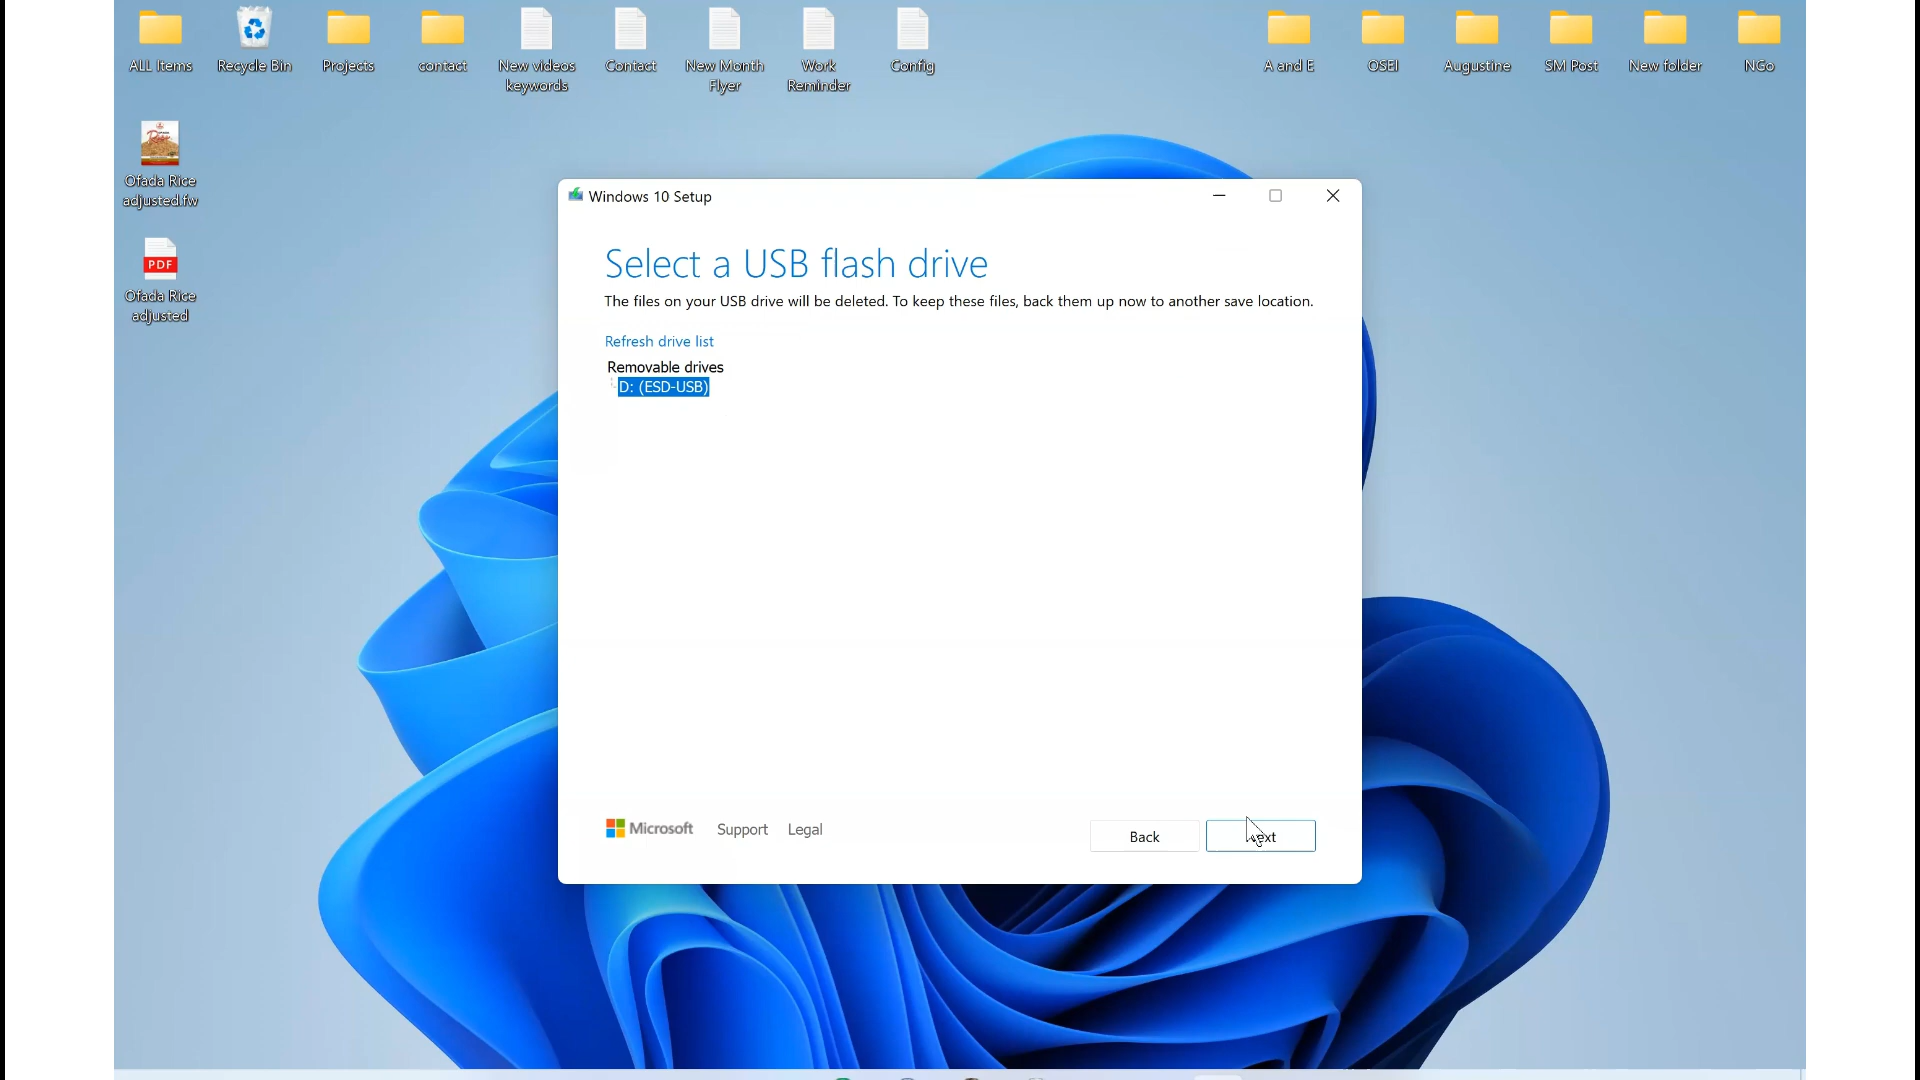 ALL Items
Recycle Bin
Projects
contact
New videos
keywords
Contact
New Month
Flyer
Work
Reminder
Config
A and E
OSEI
Augustine
SM Post
New folder
NGo
Ofada Rice
adjusted.fw
PDF
Ofada Rice
adjusted
Windows 10 Setup
Select a USB flash drive
The files on your USB drive will be deleted. To keep these files, back them up now to another save location.
Refresh drive list
Removable drives
D: (ESD-USB)
Microsoft
Support
Legal
Back
Next